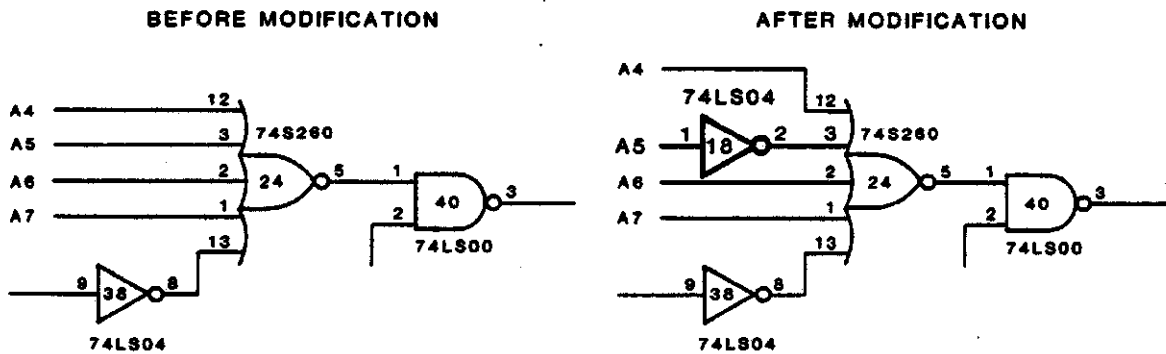 BEFORE MODIFICATION
A4
12
74S260
A5
3
A6
2
24
5
1
3
40
A7
1
2
13
74LS00
9
38
8
74LS04
AFTER MODIFICATION
A4
74LS04
12
74S260
A5
1
18
2
3
A6
2
24
5
1
3
40
A7
1
2
13
74LS00
9
38
8
74LS04